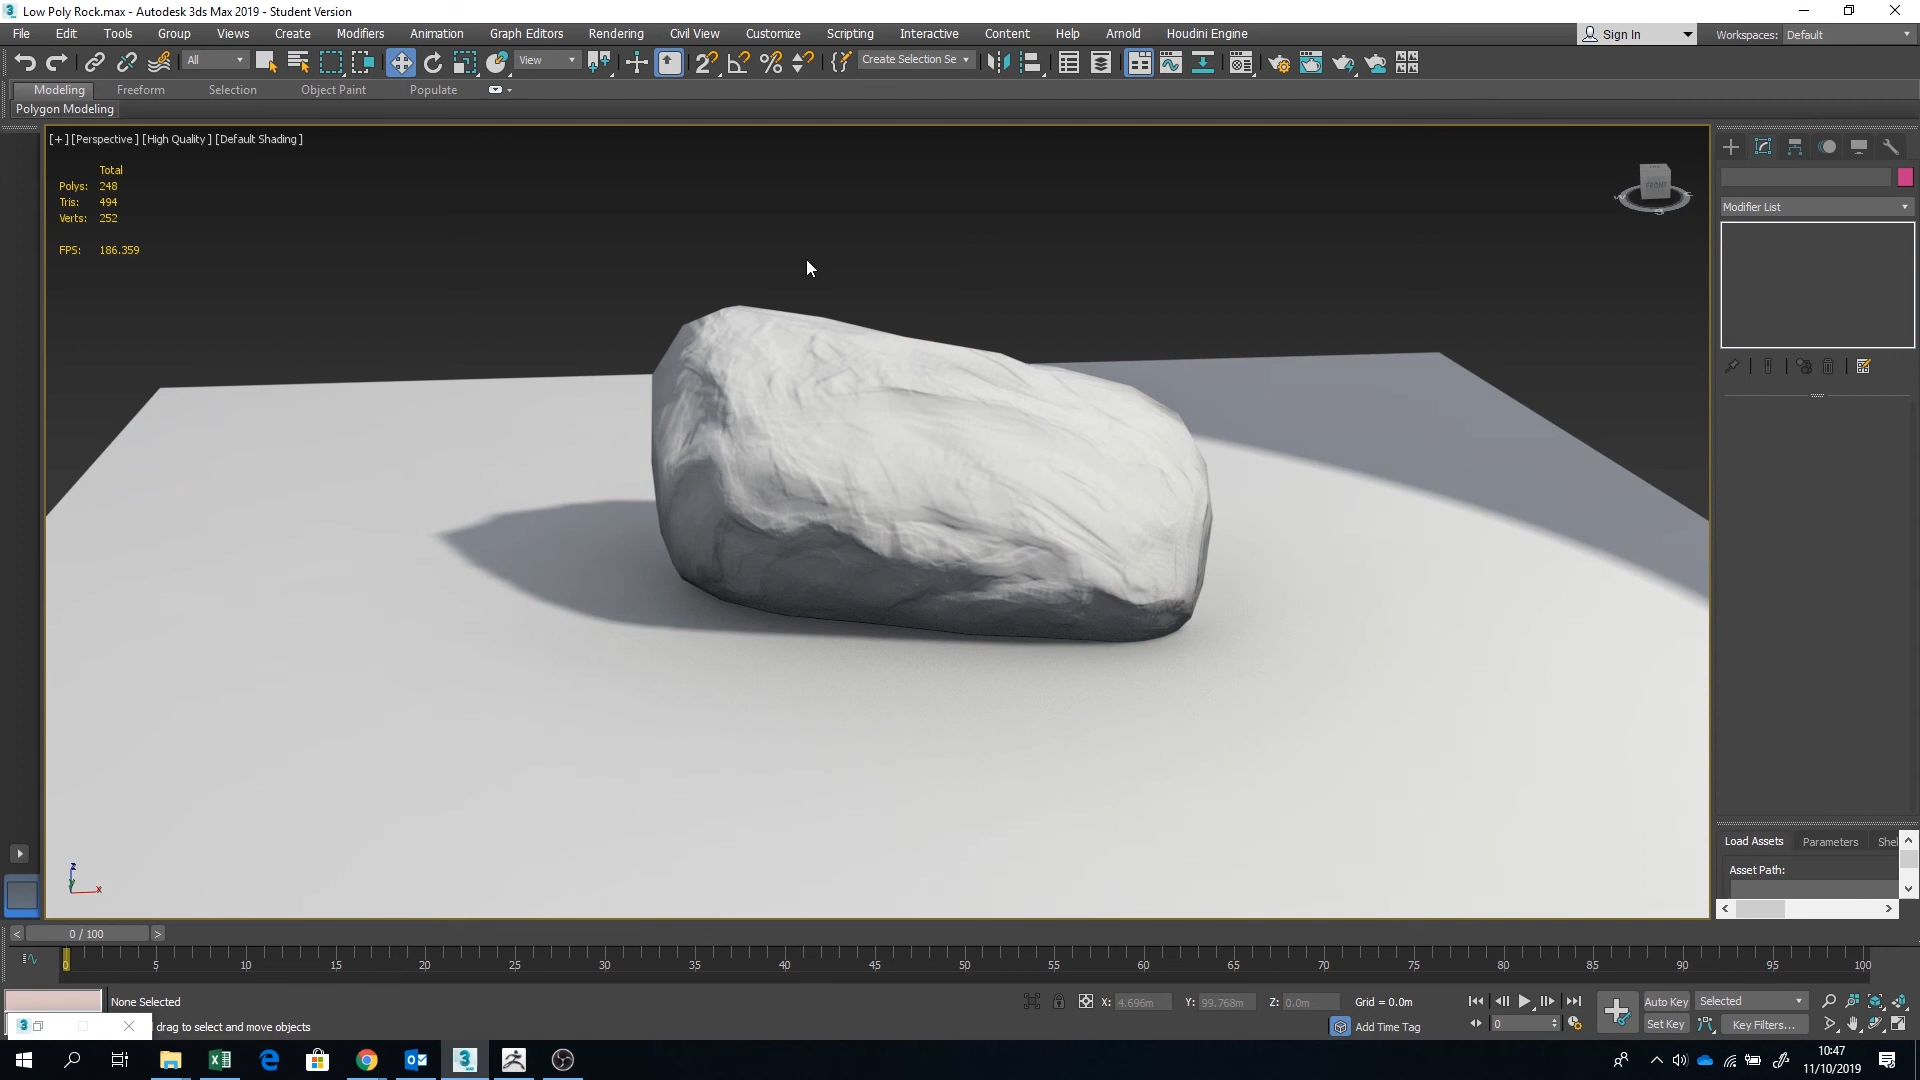 Low Poly Rock.max - Autodesk 3ds Max 2019 - Student Version
File Edit Tools Group Views Create Modifiers Animation Graph Editors Rendering Civil View Customize Scripting Interactive Content Help Arnold Houdini Engine
Sign In
Workspaces: Default
All
View
Create Selection Se
Modeling Freeform Selection Object Paint Populate
Polygon Modeling
[+] [Perspective] [High Quality] [Default Shading]
Total
Polys: 248
Tris: 494
Verts: 252
FPS: 186.359
FRONT
Modifier List
Load Assets Parameters Shel
Asset Path:
z
x
0 / 100
0 5 10 15 20 25 30 35 40 45 50 55 60 65 70 75 80 85 90 95 100
None Selected
drag to select and move objects
X: 4.696m Y: 99.768m Z: 0.0m Grid = 0.0m
Add Time Tag
0
Auto Key Selected
Set Key Key Filters...
10:47
11/10/2019